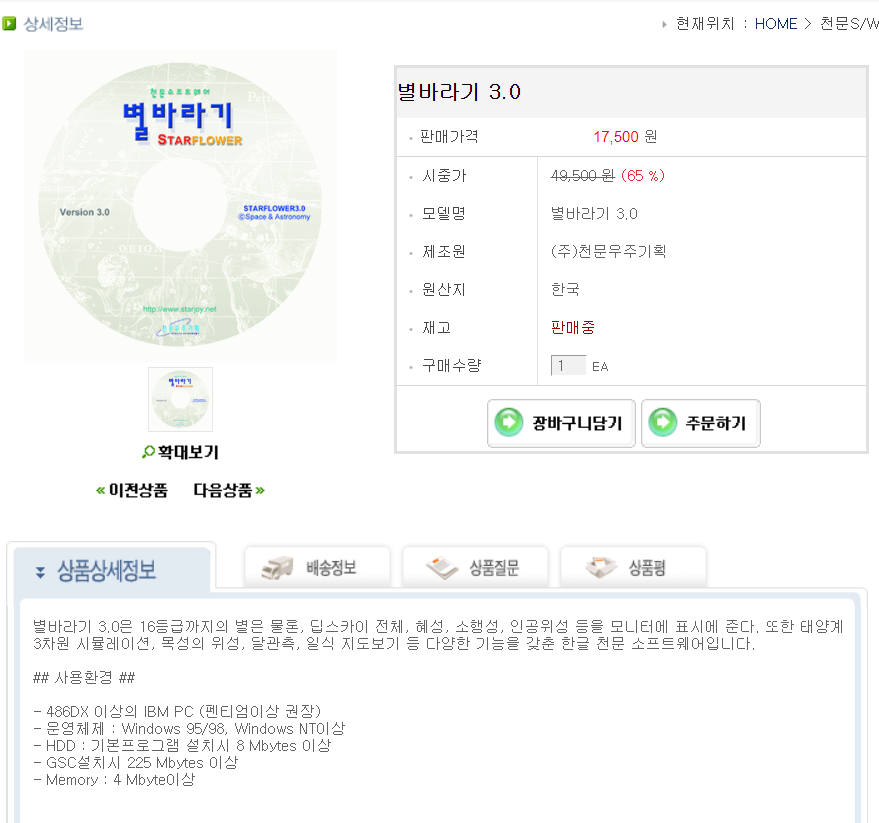 상세정보
현재위치 : HOME > 천문S/W
천문소프트웨어
별바라기
STARFLOWER
Version 3.0
STARFLOWER3.0
©Space & Astronomy
ORION
http://www.starjoy.net
별바라기 3.0
판매가격 17,500 원
시중가 49,500 원 (65 %)
모델명 별바라기 3.0
제조원 (주)천문우주기획
원산지 한국
재고 판매중
구매수량 1 EA
장바구니담기 주문하기
별바라기
확대보기
« 이전상품 다음상품 »
상품상세정보 배송정보 상품질문 상품평
별바라기 3.0은 16등급까지의 별은 물론, 딥스카이 전체, 혜성, 소행성, 인공위성 등을 모니터에 표시에 준다. 또한 태양계
3차원 시뮬레이션, 목성의 위성, 달관측, 일식 지도보기 등 다양한 기능을 갖춘 한글 천문 소프트웨어입니다.
## 사용환경 ##
- 486DX 이상의 IBM PC (펜티엄이상 권장)
- 운영체제 : Windows 95/98, Windows NT이상
- HDD : 기본프로그램 설치시 8 Mbytes 이상
- GSC설치시 225 Mbytes 이상
- Memory : 4 Mbyte이상